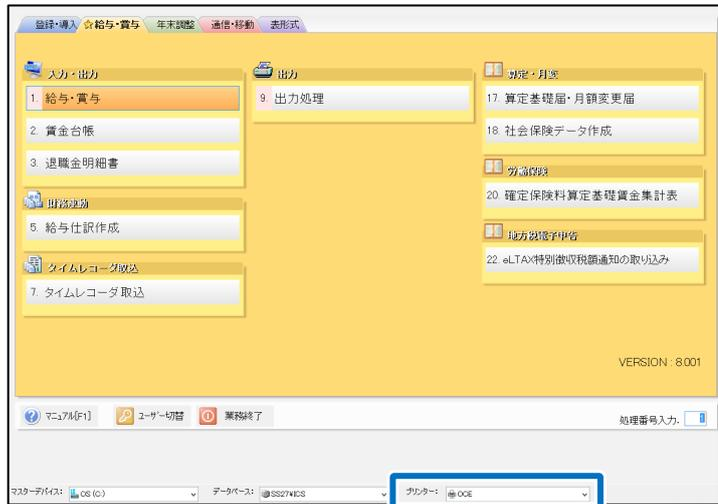 登録・導入 ☆給与・賞与 年末調整 通信・移動 表形式
入力・出力
1. 給与・賞与
2. 賃金台帳
3. 退職金明細書
財務連動
5. 給与仕訳作成
タイムレコーダ取込
7. タイムレコーダ取込
出力
9. 出力処理
算定・月変
17. 算定基礎届・月額変更届
18. 社会保険データ作成
労働保険
20. 確定保険料算定基礎賃金集計表
地方税電子申告
22. eLTAX特別徴収税額通知の取り込み
VERSION : 8.001
マニュアル[F1] ユーザー切替 業務終了 処理番号入力. 1
マスターデバイス: OS (C:) データベース: @SS27¥ICS プリンター: OCE